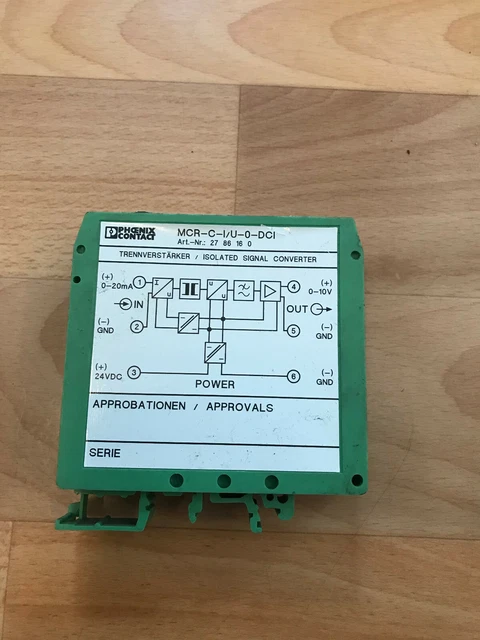 PHŒNIX CONTACT
MCR-C-I/U-0-DCI
Art.-Nr.: 27 86 16 0
TRENNVERSTÄRKER / ISOLATED SIGNAL CONVERTER
(+) 1 I U U U 4 (+)
0-20mA 0-10V
IN OUT
(-) 2 5 (-)
GND GND
(+) 3 6 (-)
24VDC GND
POWER
APPROBATIONEN / APPROVALS
SERIE